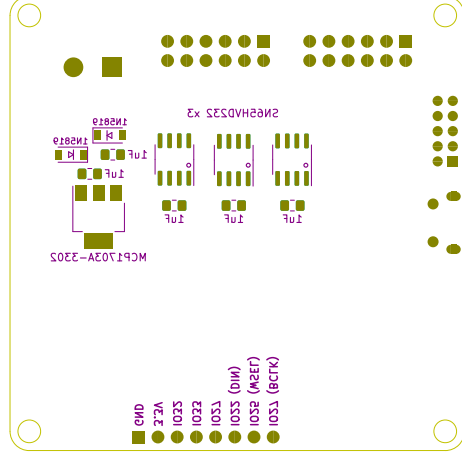 SN65HVD232 x3
1N5819
1N5819
1uF
1uF
1uF
1uF
1uF
MCP1703A-3302
GND
3.3V
IO32
IO33
IO27
IO22 (DIN)
IO25 (WSEL)
IO27 (BCLK)